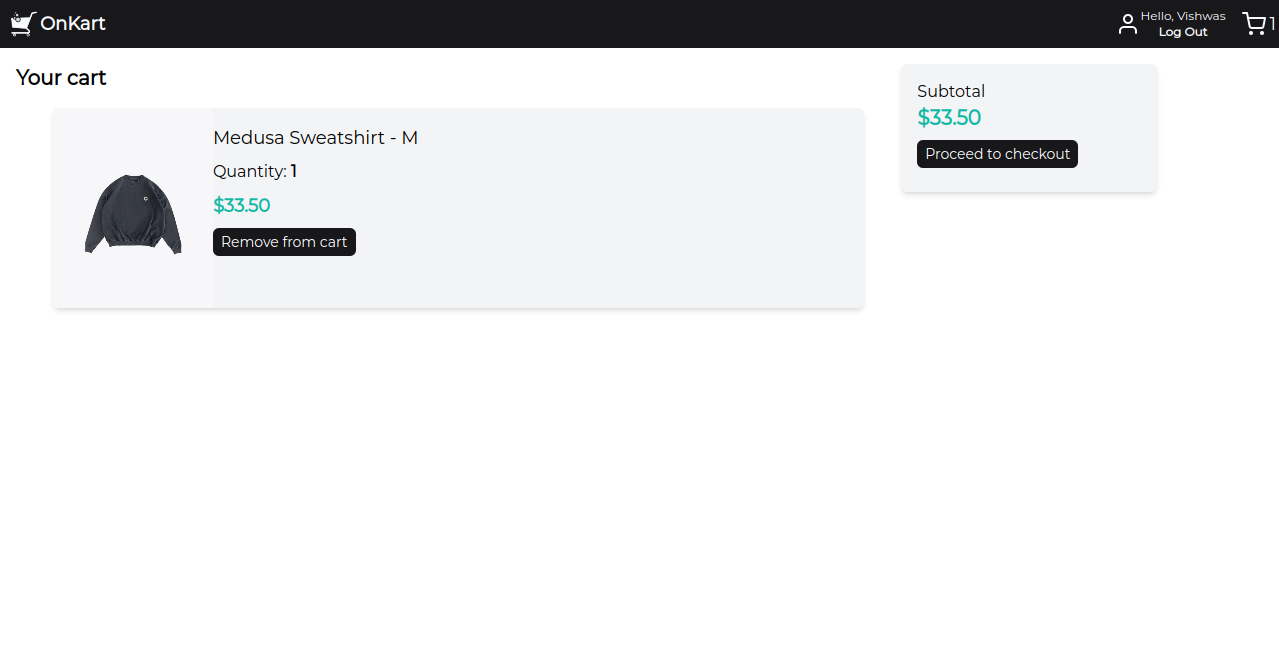 OnKart
Hello, Vishwas
Log Out
1
Your cart
Medusa Sweatshirt - M
Quantity: 1
$33.50
Remove from cart
Subtotal
$33.50
Proceed to checkout